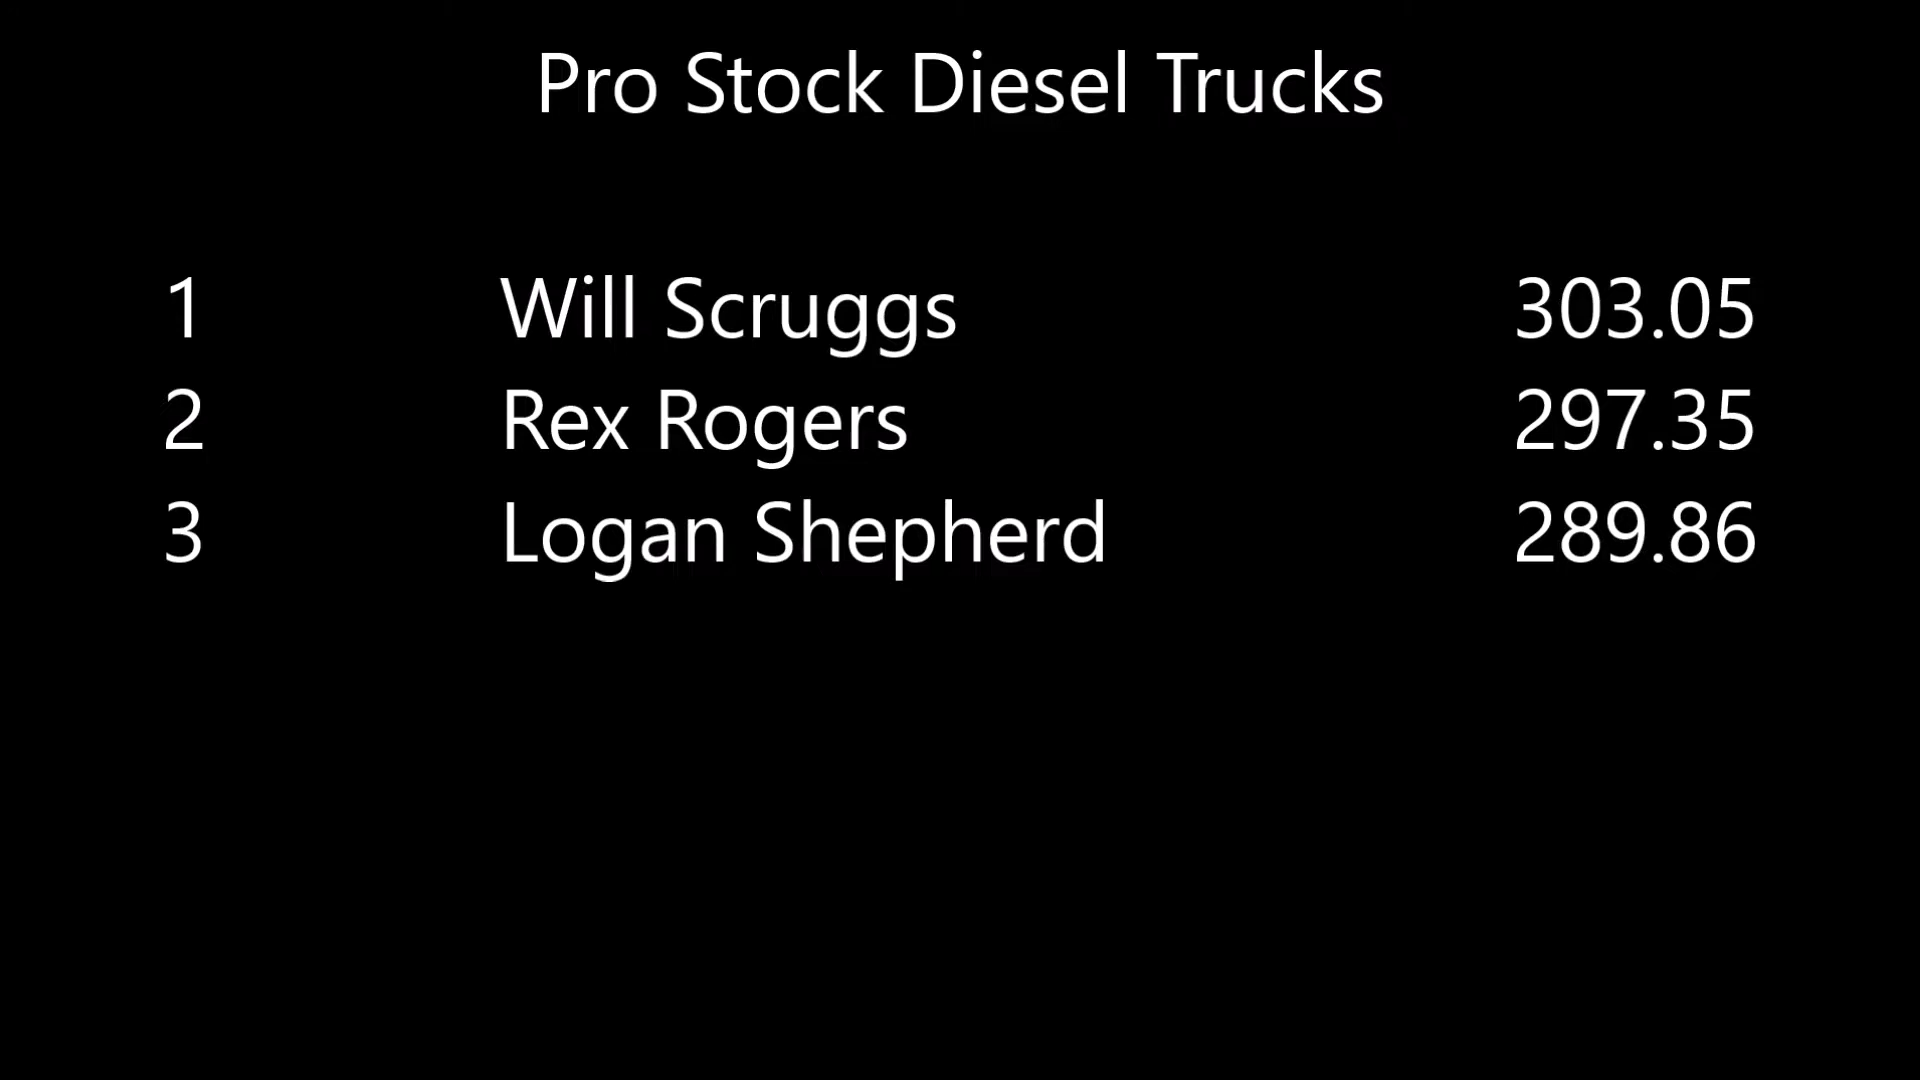 Pro Stock Diesel Trucks
1 Will Scruggs 303.05
2 Rex Rogers 297.35
3 Logan Shepherd 289.86